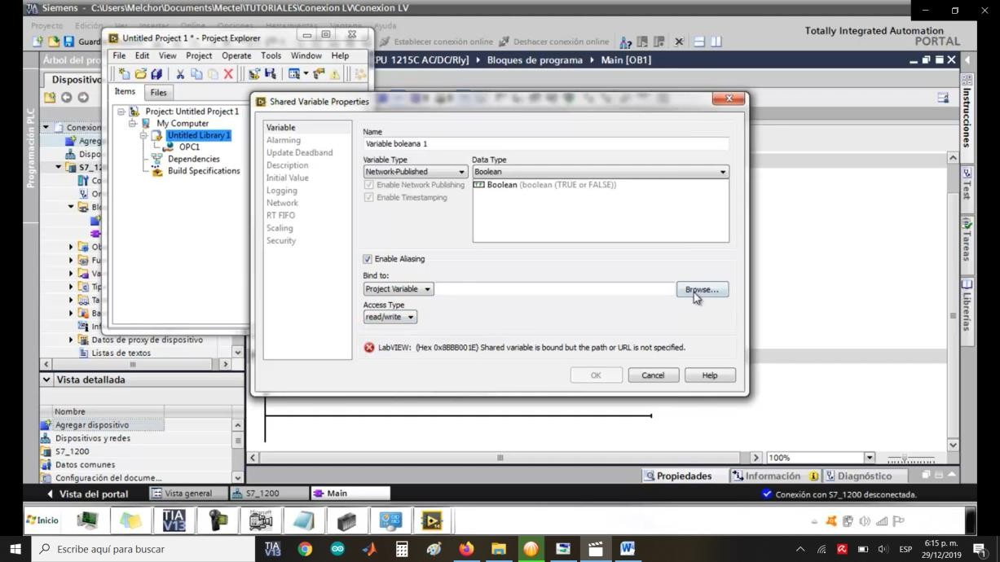 Siemens - C:\Users\Melchor\Documents\Mectel\TUTORIALES\Conexion LV\Conexion LV
Proyecto Edición Ver Insertar Online Opciones Herramientas Ventana Ayuda
Totally Integrated Automation
PORTAL
Guard
Establecer conexión online Deshacer conexión online
Untitled Project 1 * - Project Explorer
File Edit View Project Operate Tools Window Help
Items Files
Project: Untitled Project 1
My Computer
Untitled Library 1
OPC1
Dependencies
Build Specifications
PU 1215C AC/DC/Rly] Bloques de programa Main [OB1]
Árbol del pro
Dispositivo
Programación PLC
Conexion
Agreg
Dispo
S7_12
Co
On
Blo
Ob
Fu
Va
Tip
Ta
Ba
Inf
Datos de proxy de dispositivo
Listas de textos
Shared Variable Properties
Variable
Alarming
Update Deadband
Description
Initial Value
Logging
Network
RT FIFO
Scaling
Security
Name
Variable boleana 1
Variable Type Data Type
Network-Published Boolean
Enable Network Publishing
Enable Timestamping
TF Boolean (boolean (TRUE or FALSE))
Enable Aliasing
Bind to:
Project Variable Browse...
Access Type
read/write
LabVIEW: (Hex 0x8BBB001E) Shared variable is bound but the path or URL is not specified.
OK Cancel Help
Instrucciones
Test
Tareas
Librerías
Vista detallada
Nombre
Agregar dispositivo
Dispositivos y redes
S7_1200
Datos comunes
Configuración del docume...
100%
Propiedades Información Diagnóstico
Vista del portal Vista general S7_1200 Main
Conexión con S7_1200 desconectada.
Inicio TIA V13
Escribe aquí para buscar
TIA V13
ESP
6:15 p. m.
29/12/2019
1